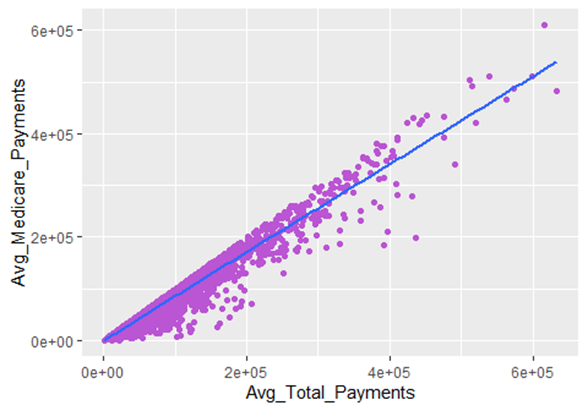 6e+05
4e+05
2e+05
0e+00
Avg_Medicare_Payments
0e+00 2e+05 4e+05 6e+05
Avg_Total_Payments